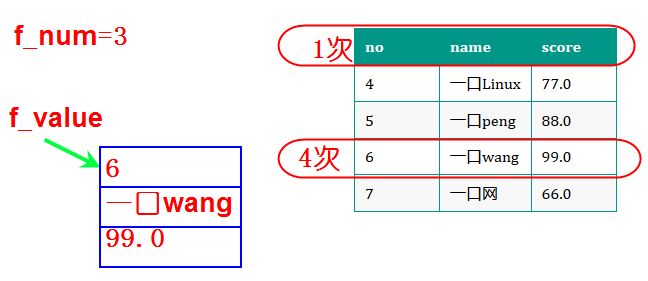 f_num=3
f_value
6
一口wang
99.0
1次
4次
no name score
4 一口Linux 77.0
5 一口peng 88.0
6 一口wang 99.0
7 一口网 66.0